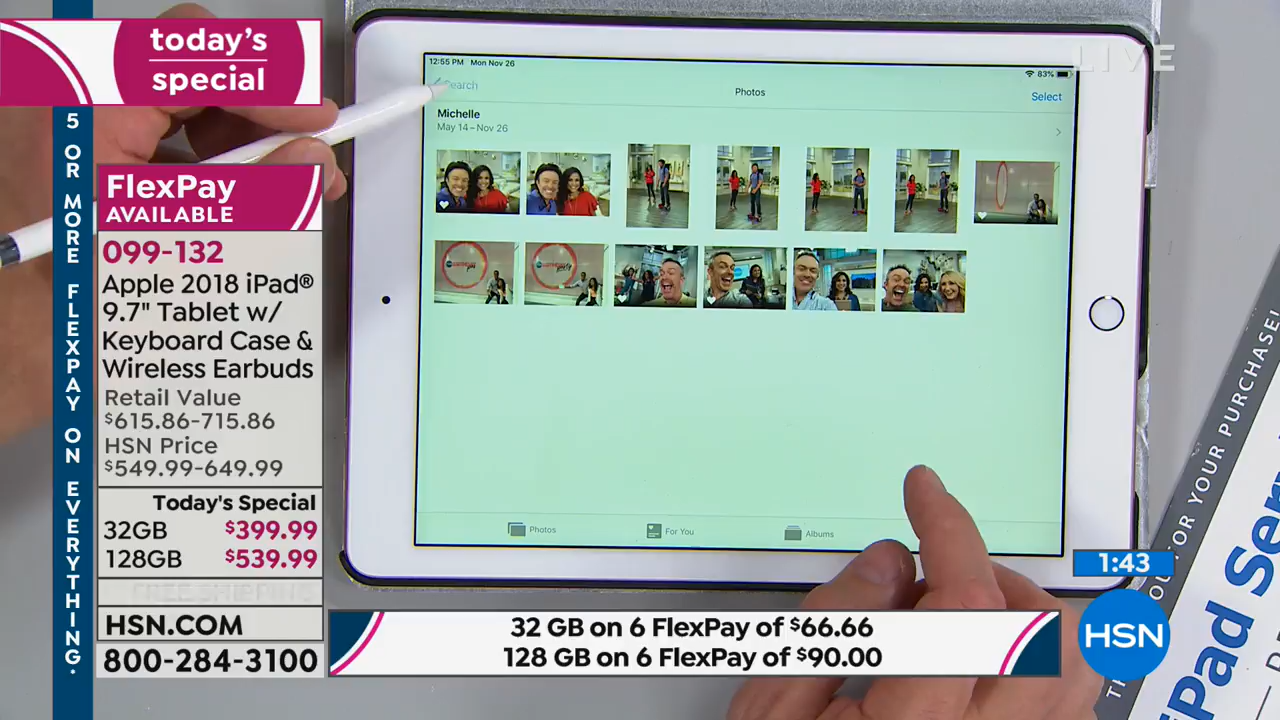 today's
special
5 OR MORE FLEXPAY ON EVERYTHING.
FlexPay
AVAILABLE
099-132
Apple 2018 iPad®
9.7" Tablet w/
Keyboard Case &
Wireless Earbuds
Retail Value
$615.86-715.86
HSN Price
$549.99-649.99
Today's Special
32GB $399.99
128GB $539.99
FREE SHIPPING
HSN.COM
800-284-3100
LIVE
12:55 PM Mon Nov 26
83%
Search
Photos
Select
Michelle
May 14 – Nov 26
Photos
For You
Albums
1:43
32 GB on 6 FlexPay of $66.66
128 GB on 6 FlexPay of $90.00
HSN
FOR YOUR PURCHASE!